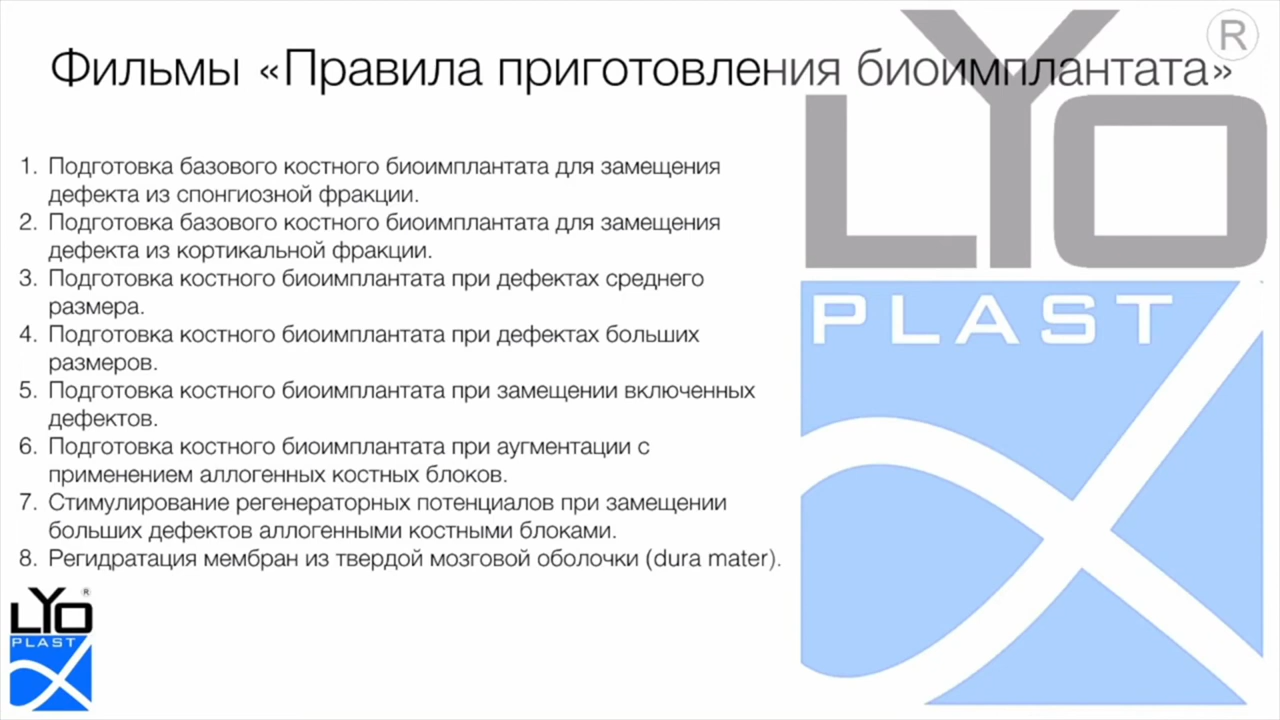 Фильмы «Правила приготовления биоимплантата»
1. Подготовка базового костного биоимплантата для замещения
дефекта из спонгиозной фракции.
2. Подготовка базового костного биоимплантата для замещения
дефекта из кортикальной фракции.
3. Подготовка костного биоимплантата при дефектах среднего
размера.
4. Подготовка костного биоимплантата при дефектах больших
размеров.
5. Подготовка костного биоимплантата при замещении включенных
дефектов.
6. Подготовка костного биоимплантата при аугментации с
применением аллогенных костных блоков.
7. Стимулирование регенераторных потенциалов при замещении
больших дефектов аллогенными костными блоками.
8. Регидратация мембран из твердой мозговой оболочки (dura mater).
LYO ®
PLAST
LYO ®
PLAST